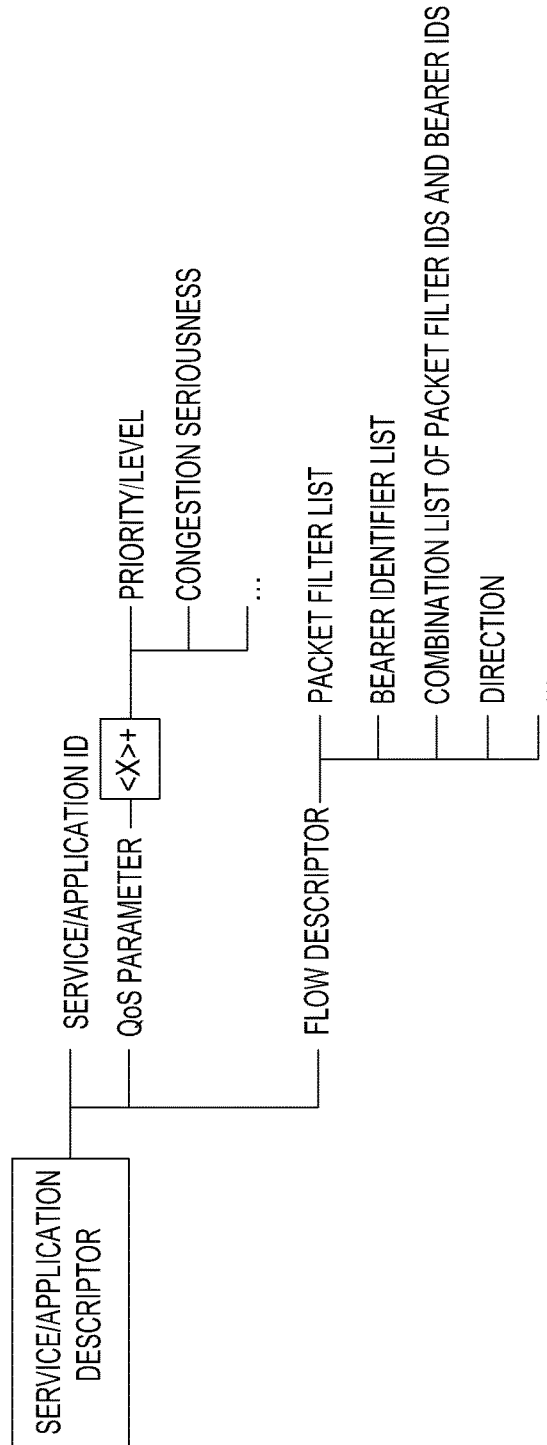 SERVICE/APPLICATION
DESCRIPTOR
SERVICE/APPLICATION ID
QoS PARAMETER
<X>+
PRIORITY/LEVEL
CONGESTION SERIOUSNESS
...
FLOW DESCRIPTOR
PACKET FILTER LIST
BEARER IDENTIFIER LIST
COMBINATION LIST OF PACKET FILTER IDS AND BEARER IDS
DIRECTION
...